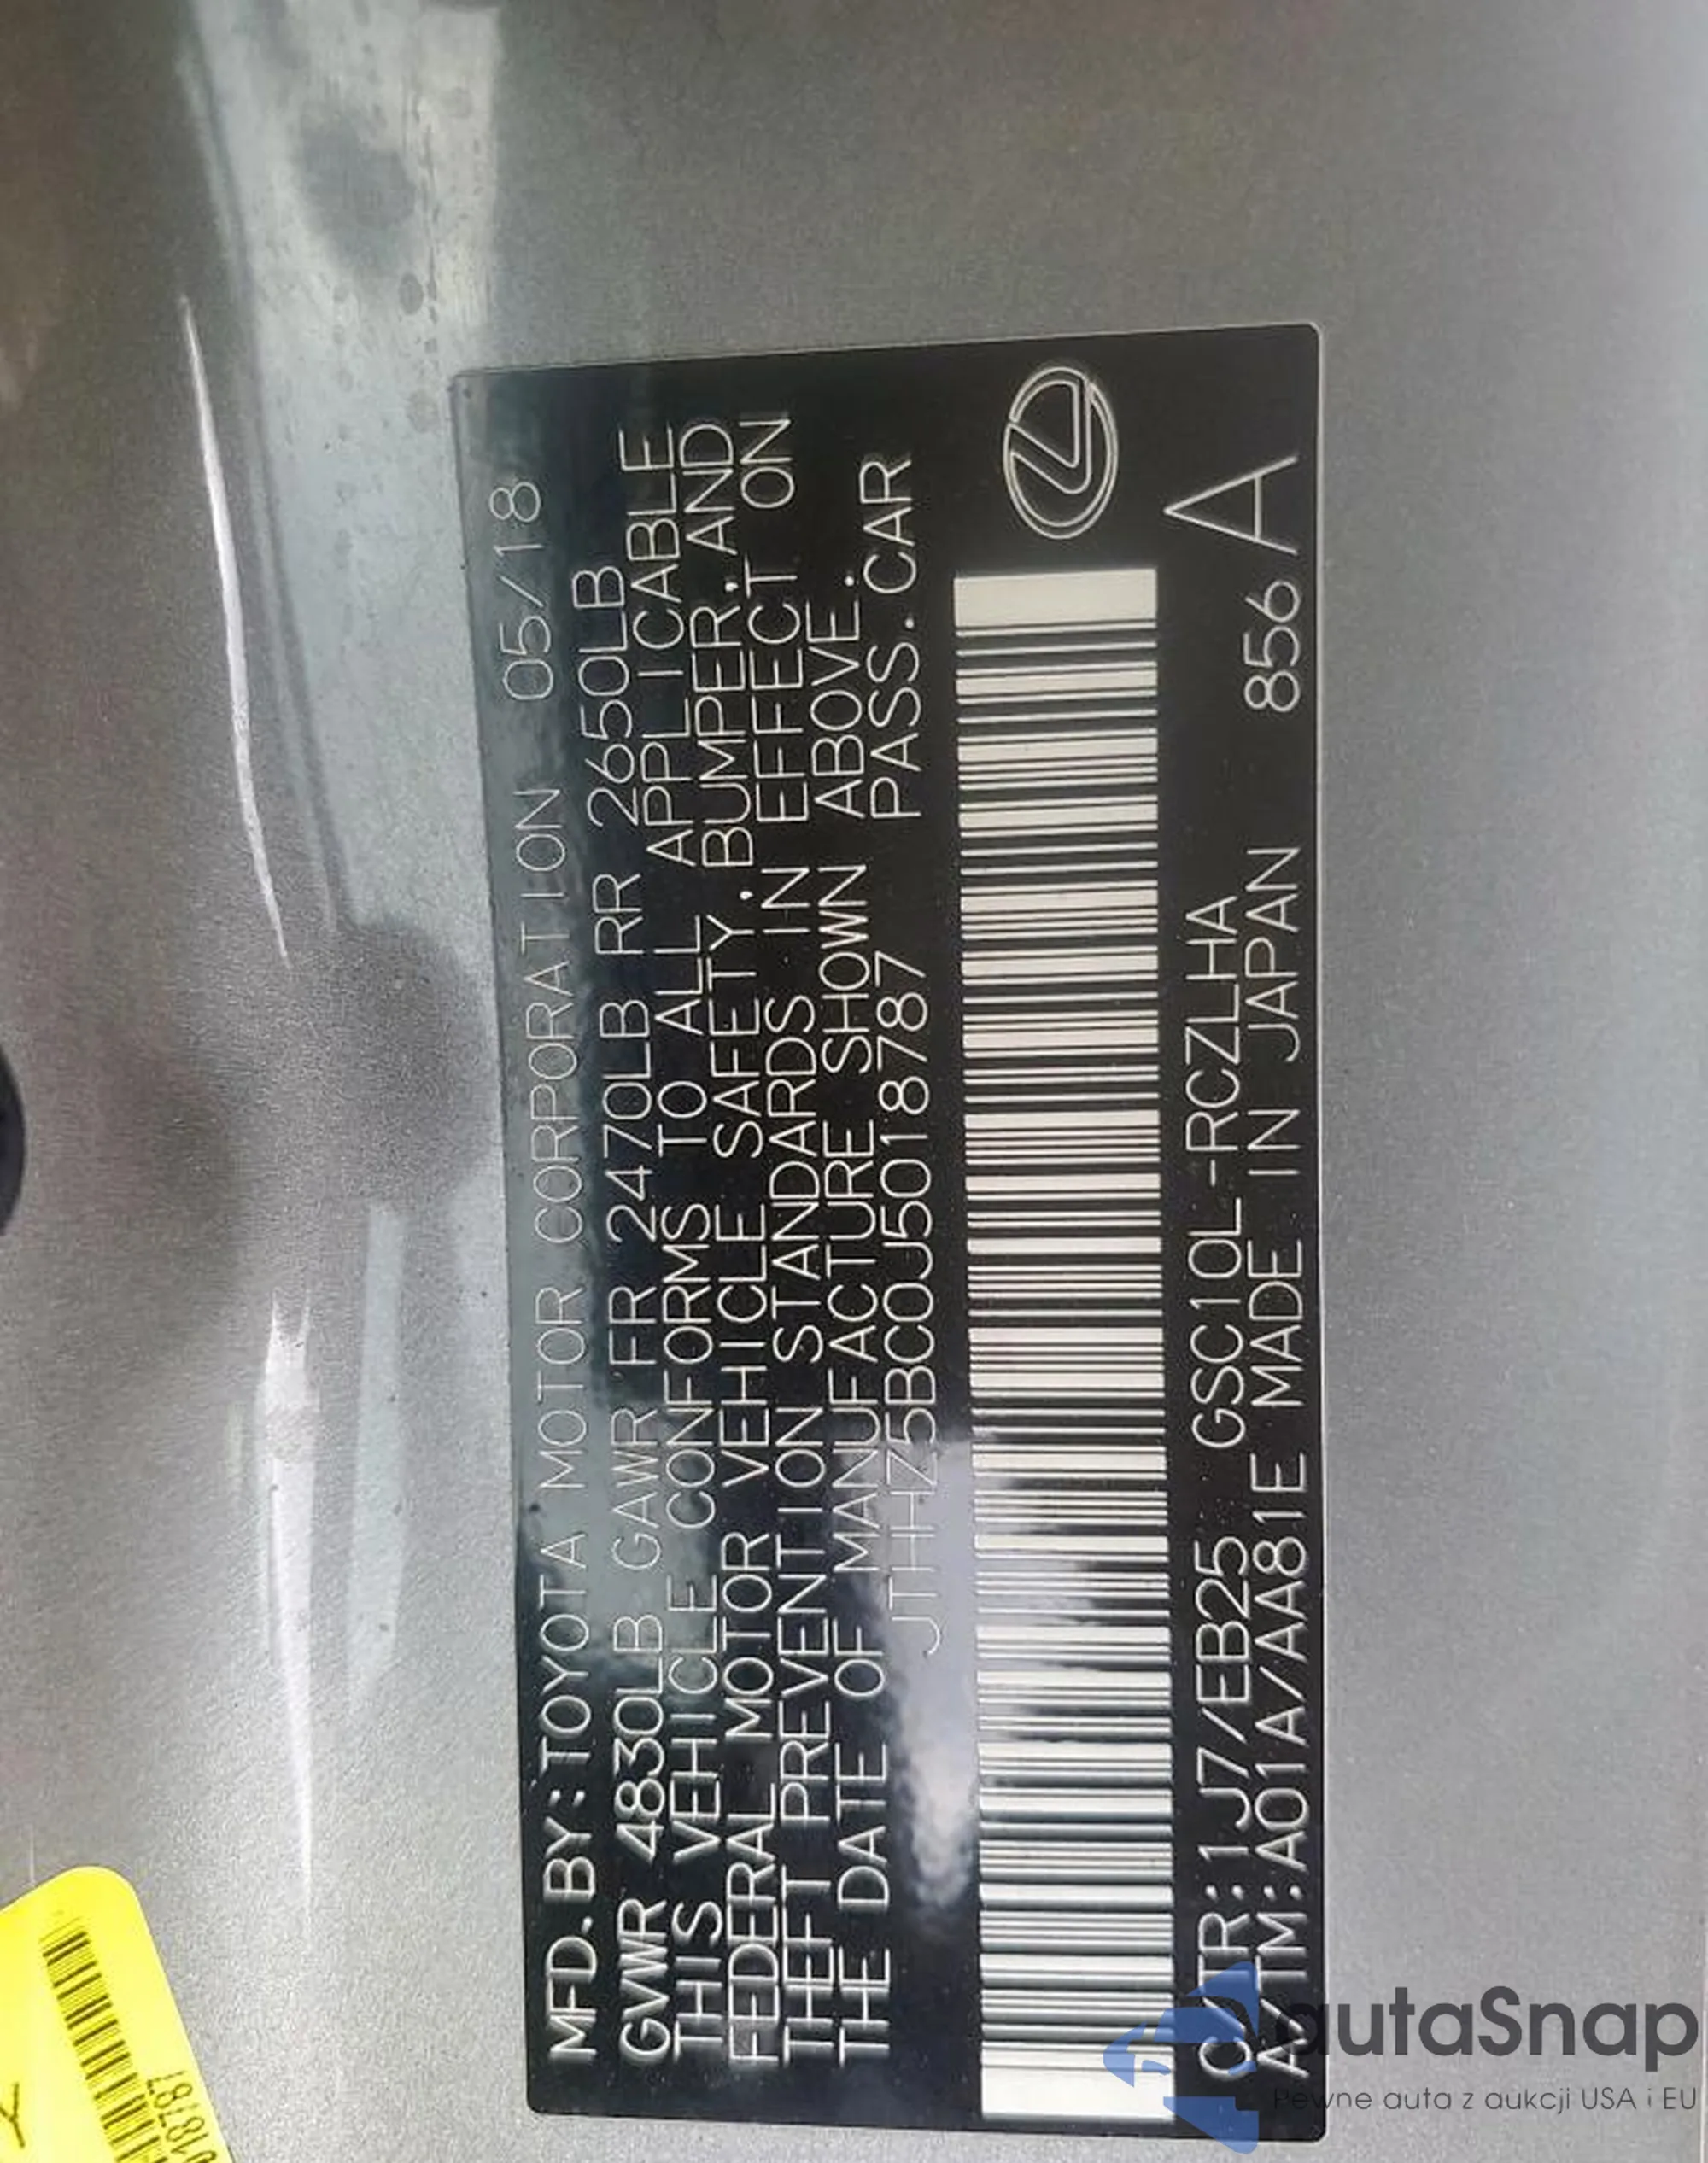 MFD.BY:TOYOTA MOTOR CORPORATION 05/18
GVWR 4830LB GAWR FR 2470LB RR 2650LB
THIS VEHICLE CONFORMS TO ALL APPLICABLE
FEDERAL MOTOR VEHICLE SAFETY,BUMPER,AND
THEFT PREVENTION STANDARDS IN EFFECT ON
THE DATE OF MANUFACTURE SHOWN ABOVE.
JTHHZ5BC0J5018787 PASS.CAR
C/TR:1J7/EB25 GSC10L-RCZLHA
A/TM:A01A/AA81E MADE IN JAPAN 856 A
18787
autaSnap
Pewne auta z aukcji USA i EU